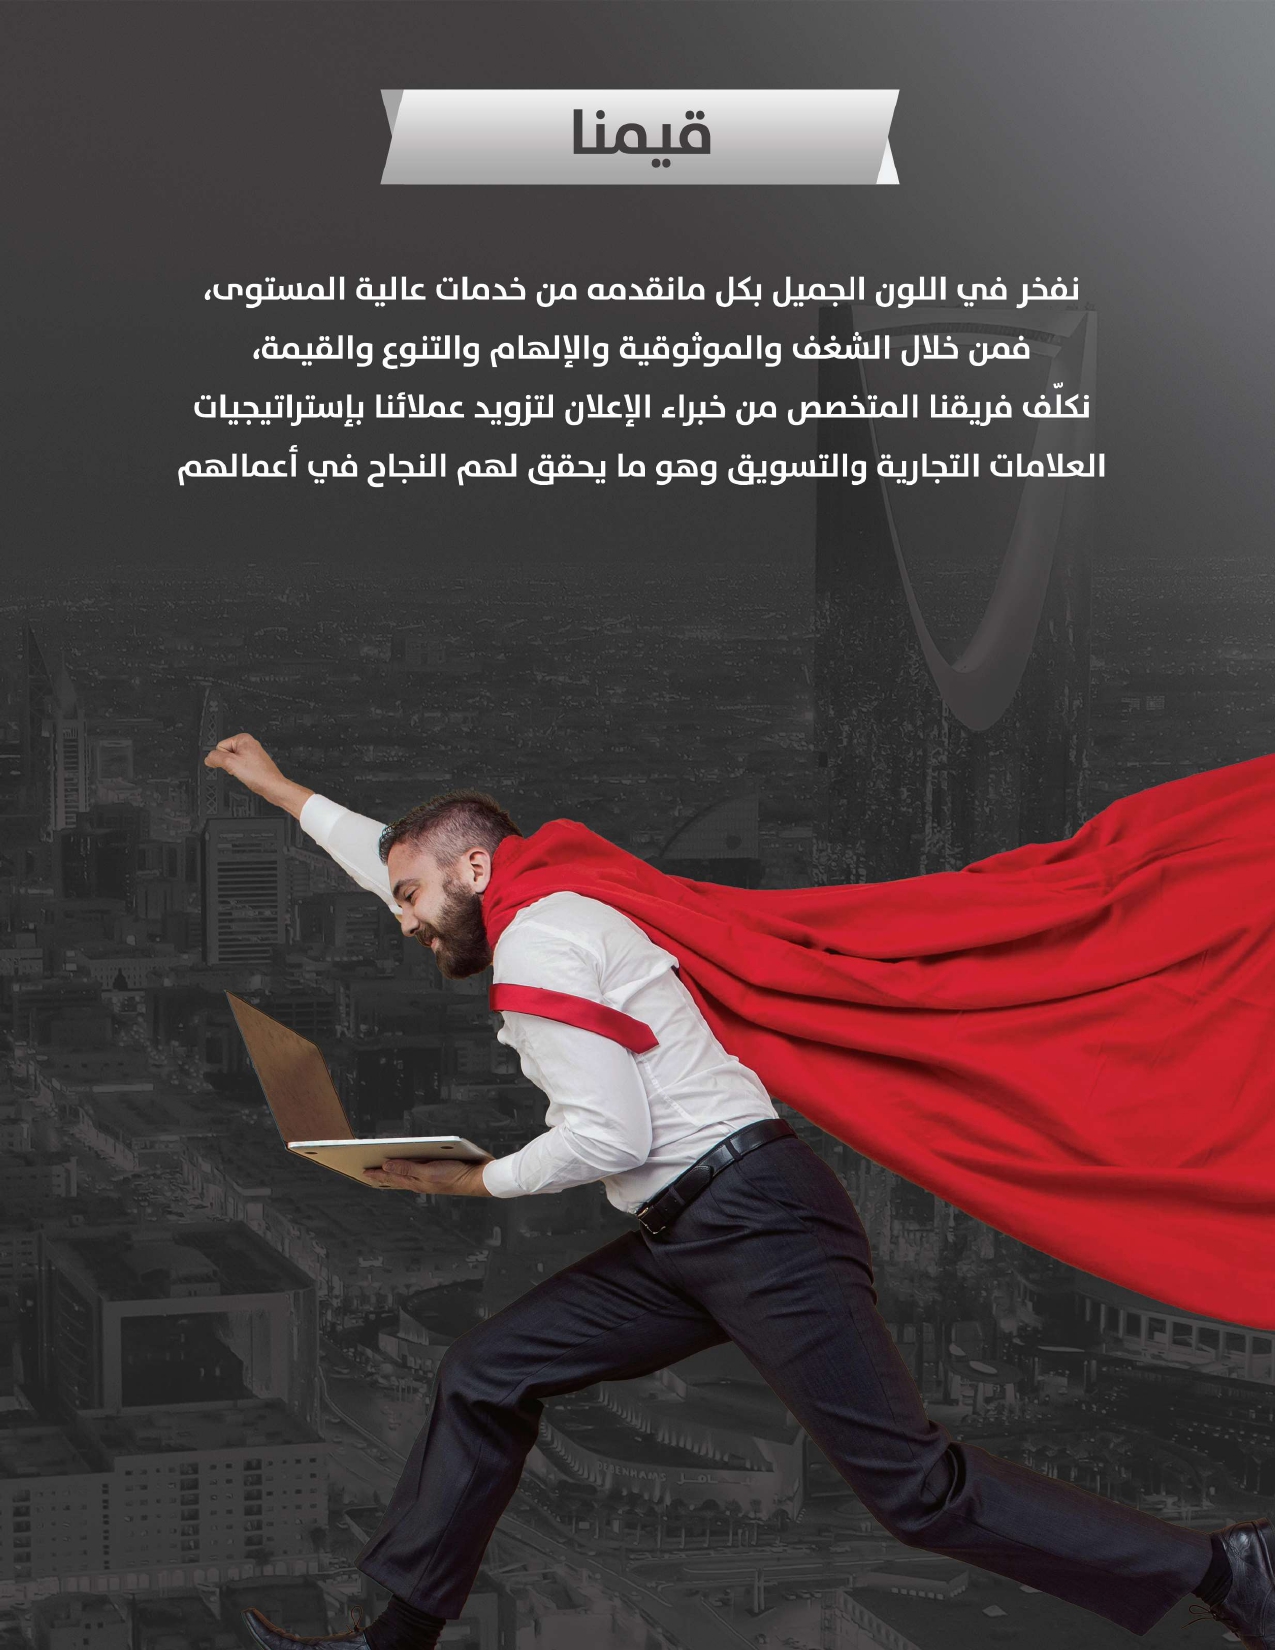 قيمنا
نفخر في اللون الجميل بكل مانقدمه من خدمات عالية المستوى،
فمن خلال الشغف والموثوقية والإلهام والتنوع والقيمة،
نكلّف فريقنا المتخصص من خبراء الإعلان لتزويد عملائنا بإستراتيجيات
العلامات التجارية والتسويق وهو ما يحقق لهم النجاح في أعمالهم
DEBENHAMS